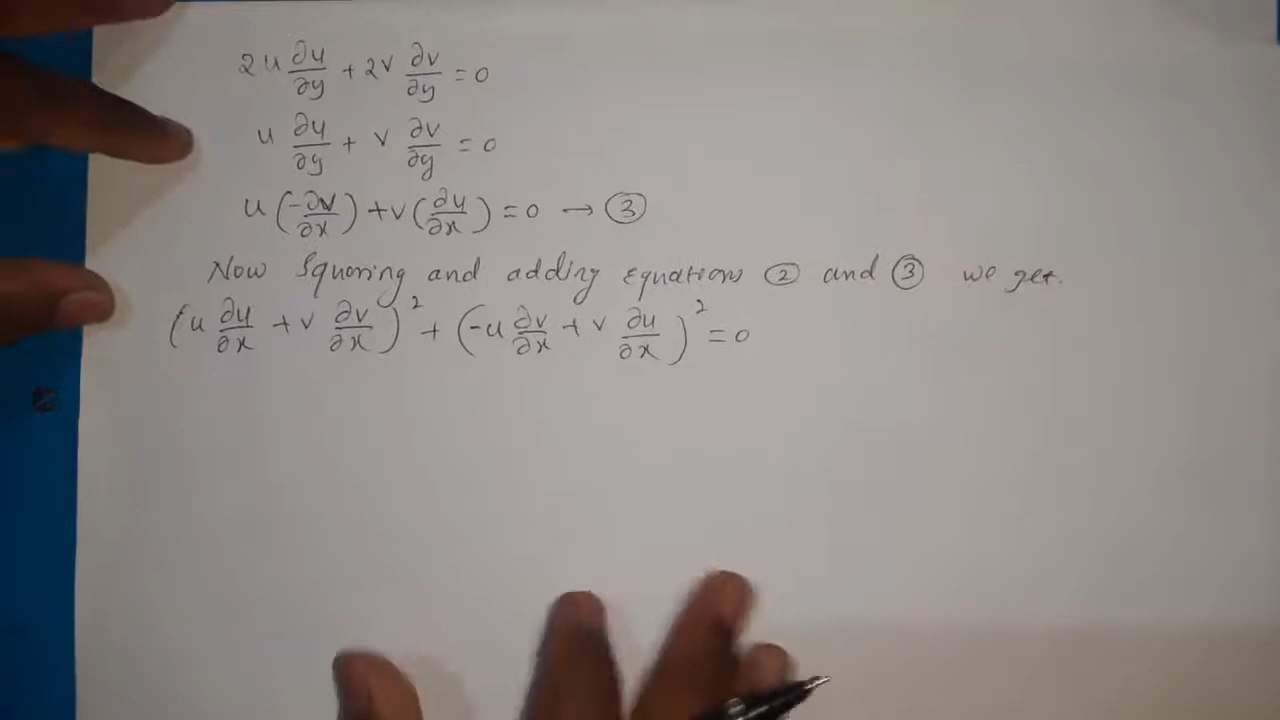 2u ∂u/∂y + 2v ∂v/∂y = 0
u ∂u/∂y + v ∂v/∂y = 0
u(-∂v/∂x) + v(∂u/∂x) = 0 → ③
Now Squaring and adding equations ② and ③ we get.
(u ∂u/∂x + v ∂v/∂x)² + (-u ∂v/∂x + v ∂u/∂x)² = 0